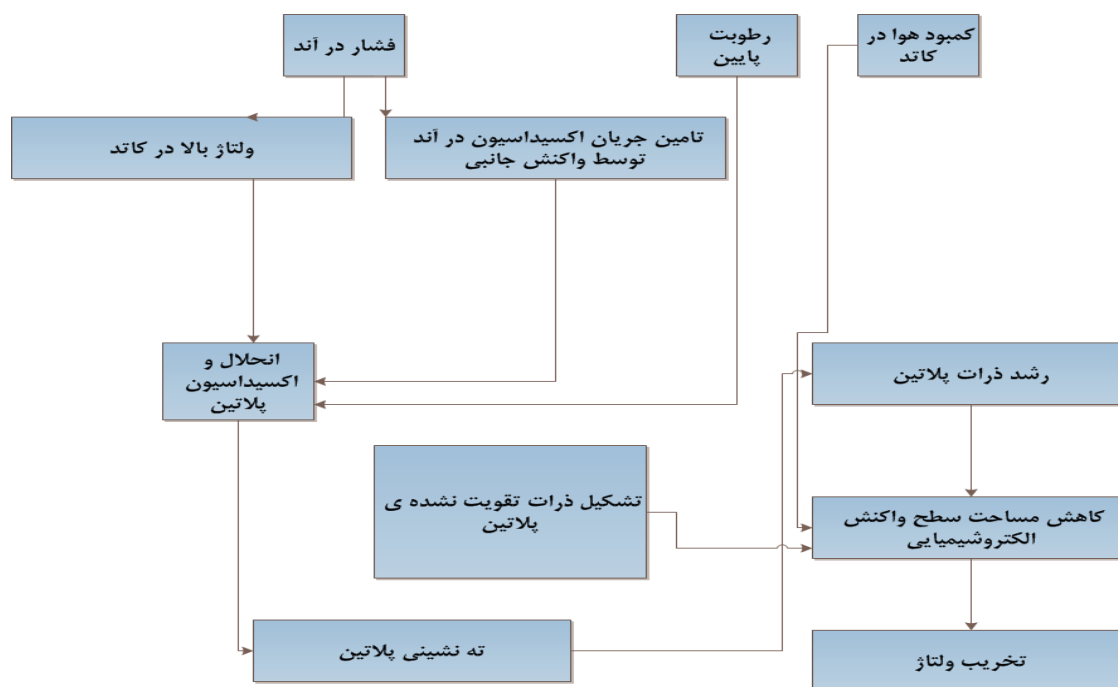 کمبود هوا در
کاتد
رطوبت
پایین
فشار در آند
تامین جریان اکسیداسیون در آند
توسط واکنش جانبی
ولتاژ بالا در کاتد
انحلال و
اکسیداسیون
پلاتین
رشد ذرات پلاتین
تشکیل ذرات تقویت نشده ی
پلاتین
کاهش مساحت سطح واکنش
الکتروشیمیایی
ته نشینی پلاتین
تخریب ولتاژ